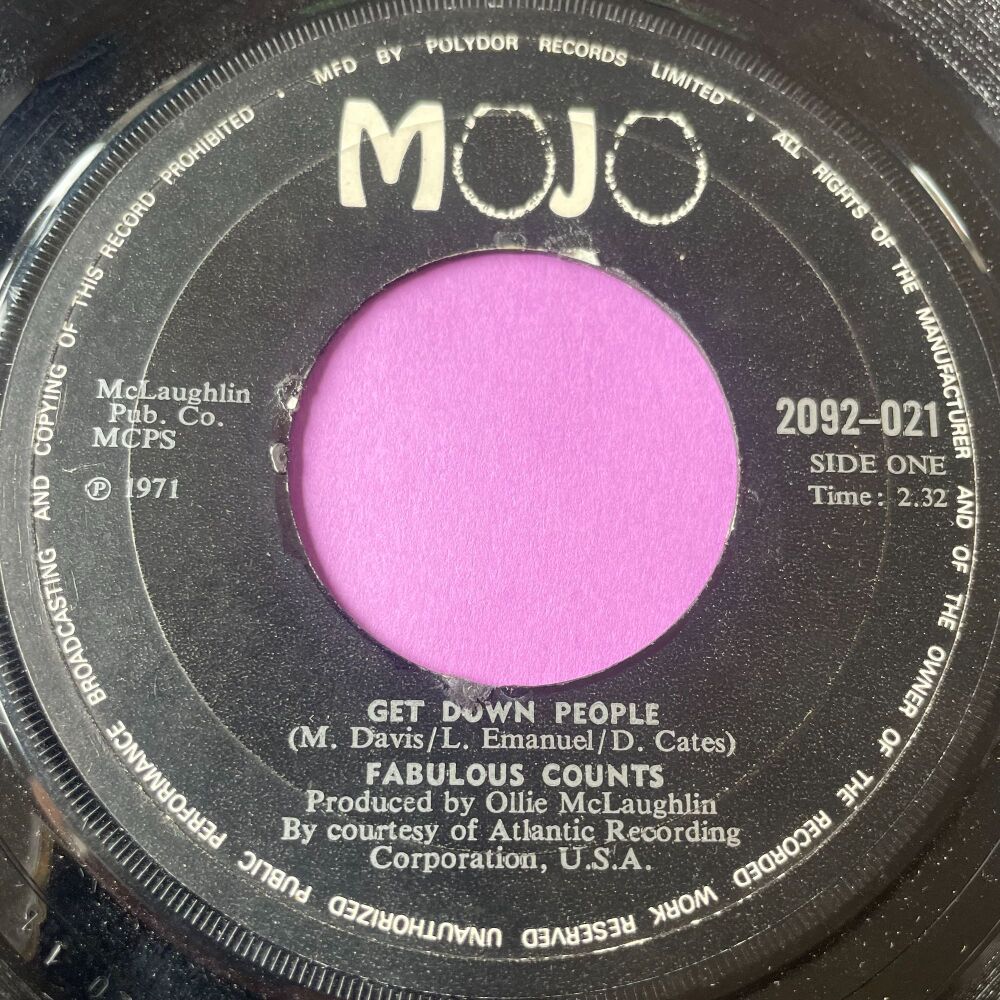 MFD BY POLYDOR RECORDS LIMITED · ALL RIGHTS OF THE MANUFACTURER AND OF THE OWNER OF THE RECORDED WORK RESERVED UNAUTHORIZED PUBLIC PERFORMANCE BROADCASTING AND COPYING OF THIS RECORD PROHIBITED ·
MOJO
McLaughlin
Pub. Co.
MCPS
℗ 1971
2092-021
SIDE ONE
Time: 2.32
GET DOWN PEOPLE
(M. Davis/L. Emanuel/D. Cates)
FABULOUS COUNTS
Produced by Ollie McLaughlin
By courtesy of Atlantic Recording
Corporation, U.S.A.